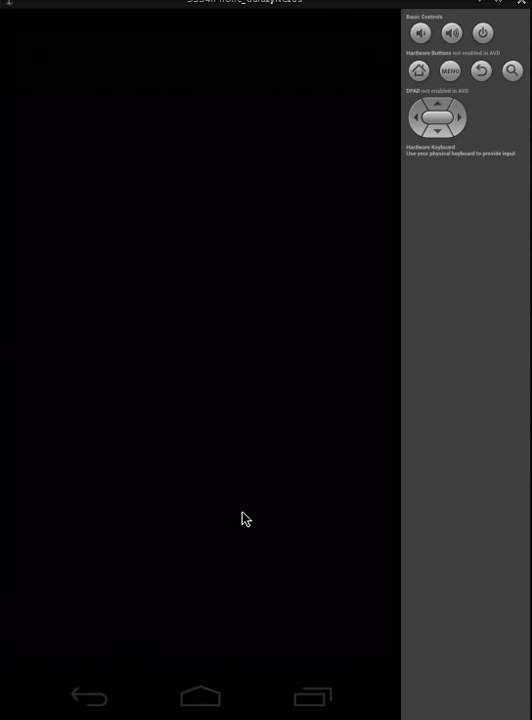 Basic Controls
Hardware Buttons not enabled in AVD
MENU
DPAD not enabled in AVD
Hardware Keyboard
Use your physical keyboard to provide input